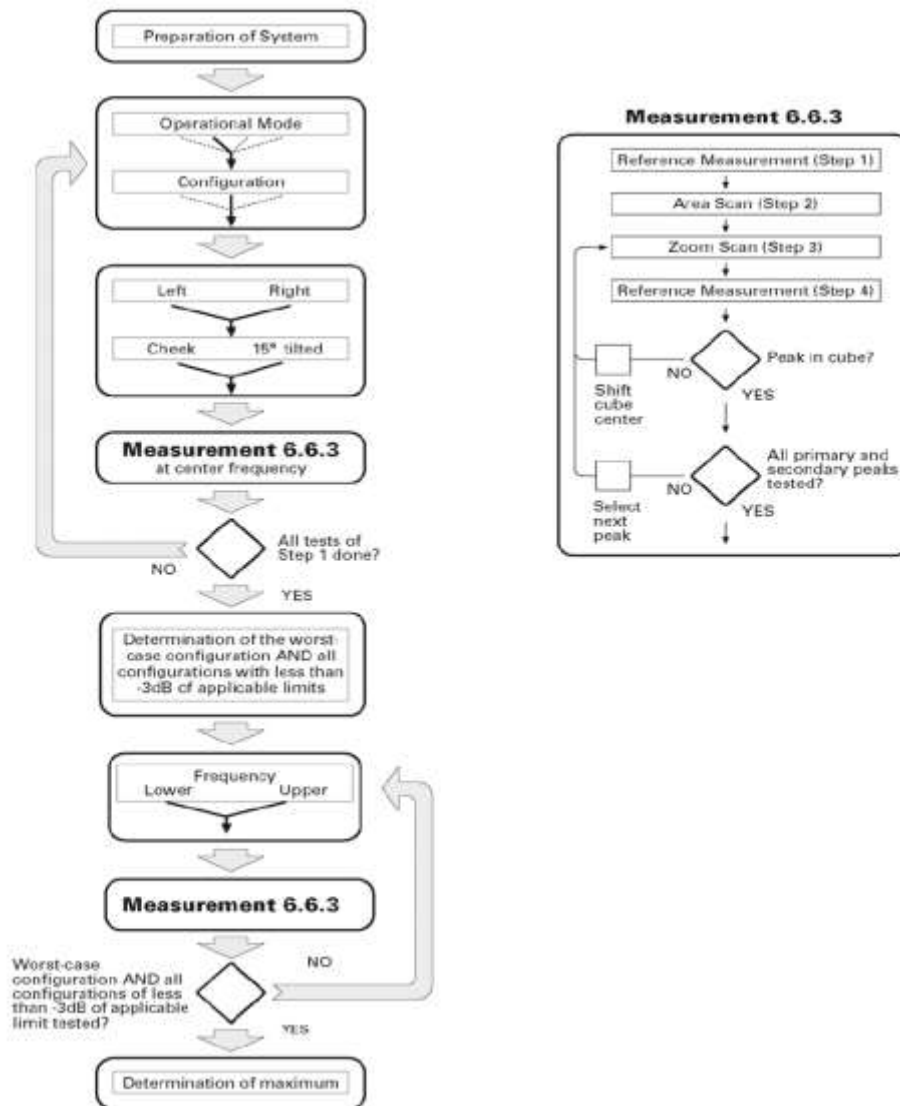 Preparation of System
Operational Mode
Configuration
Left Right
Cheek 15° tilted
Measurement 6.6.3
at center frequency
All tests of
Step 1 done?
NO
YES
Determination of the worst-
case configuration AND all
configurations with less than
-3dB of applicable limits
Frequency
Lower Upper
Measurement 6.6.3
Worst-case
configuration AND all
configurations of less
than -3dB of applicable
limit tested?
NO
YES
Determination of maximum
Measurement 6.6.3
Reference Measurement (Step 1)
Area Scan (Step 2)
Zoom Scan (Step 3)
Reference Measurement (Step 4)
Peak in cube?
NO
YES
Shift
cube
center
All primary and
secondary peaks
tested?
NO
YES
Select
next
peak